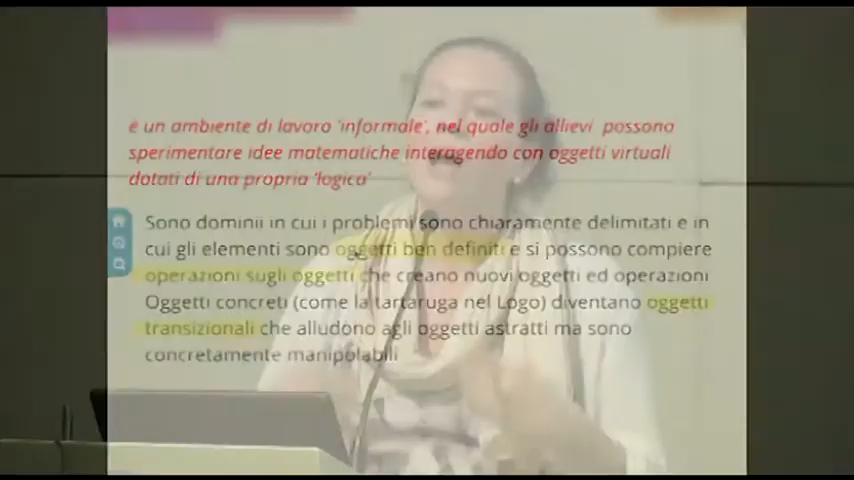 è un ambiente di lavoro 'informale', nel quale gli allievi possono
sperimentare idee matematiche interagendo con oggetti virtuali
dotati di una propria 'logica'
Sono dominii in cui i problemi sono chiaramente delimitati e in
cui gli elementi sono oggetti ben definiti e si possono compiere
operazioni sugli oggetti che creano nuovi oggetti ed operazioni
Oggetti concreti (come la tartaruga nel Logo) diventano oggetti
transizionali che alludono agli oggetti astratti ma sono
concretamente manipolabili